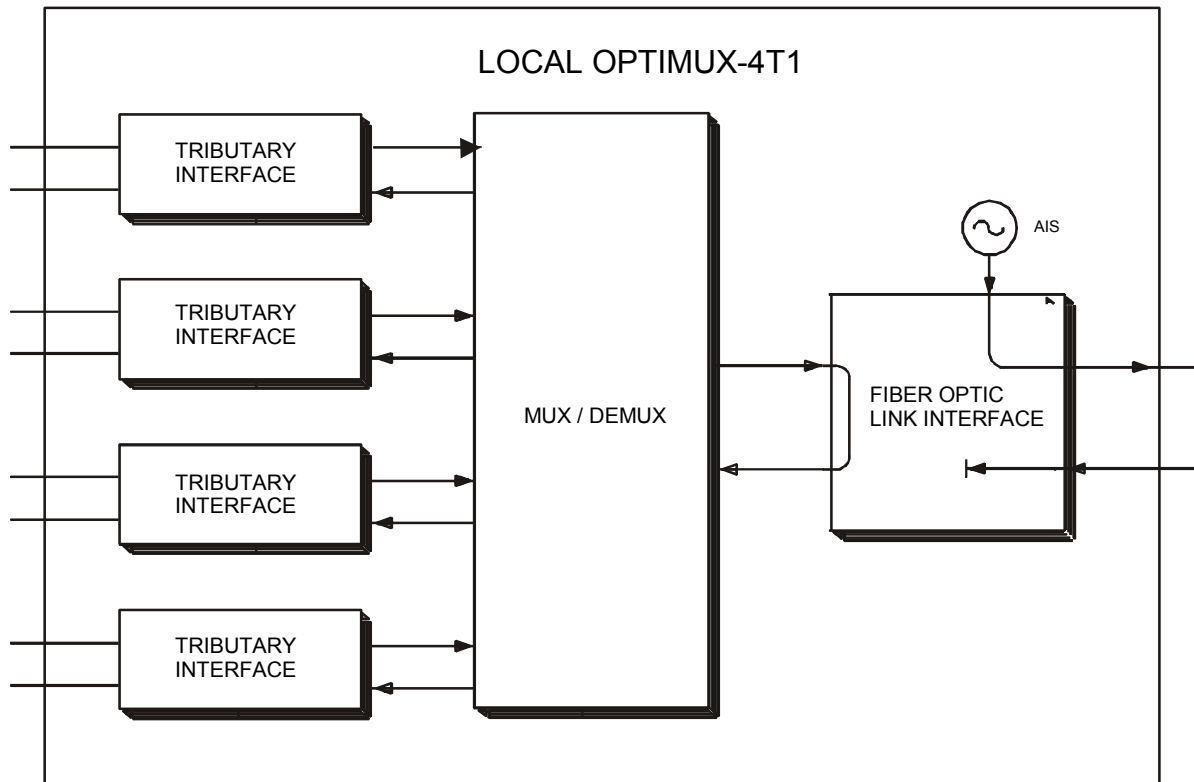 LOCAL OPTIMUX-4T1
TRIBUTARY
INTERFACE
TRIBUTARY
INTERFACE
TRIBUTARY
INTERFACE
TRIBUTARY
INTERFACE
MUX / DEMUX
AIS
FIBER OPTIC
LINK INTERFACE